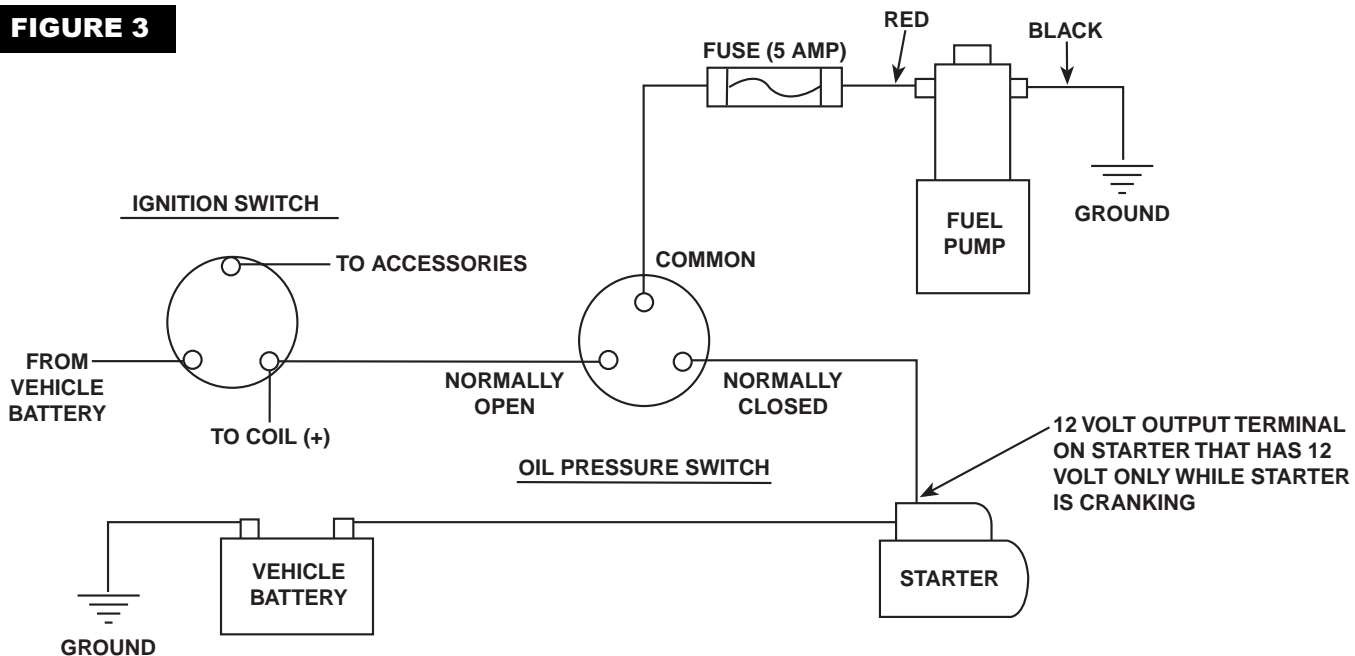 FIGURE 3
RED
BLACK
FUSE (5 AMP)
IGNITION SWITCH
GROUND
FUEL
PUMP
TO ACCESSORIES
COMMON
FROM
VEHICLE
BATTERY
NORMALLY
OPEN
NORMALLY
CLOSED
TO COIL (+)
12 VOLT OUTPUT TERMINAL
ON STARTER THAT HAS 12
VOLT ONLY WHILE STARTER
IS CRANKING
OIL PRESSURE SWITCH
VEHICLE
BATTERY
STARTER
GROUND